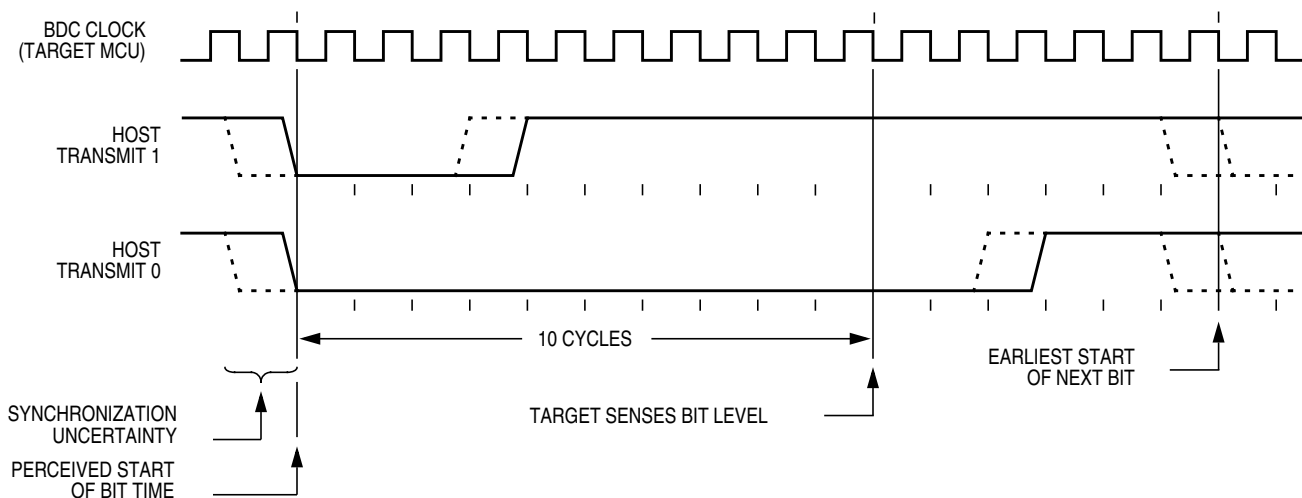 BDC CLOCK
(TARGET MCU)
HOST
TRANSMIT 1
HOST
TRANSMIT 0
10 CYCLES
EARLIEST START
OF NEXT BIT
TARGET SENSES BIT LEVEL
SYNCHRONIZATION
UNCERTAINTY
PERCEIVED START
OF BIT TIME